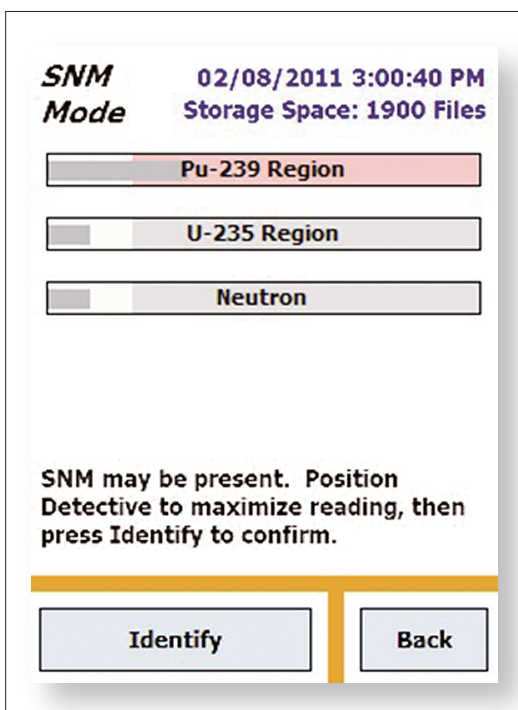 SNM
Mode
02/08/2011 3:00:40 PM
Storage Space: 1900 Files
Pu-239 Region
U-235 Region
Neutron
SNM may be present. Position
Detective to maximize reading, then
press Identify to confirm.
Identify
Back